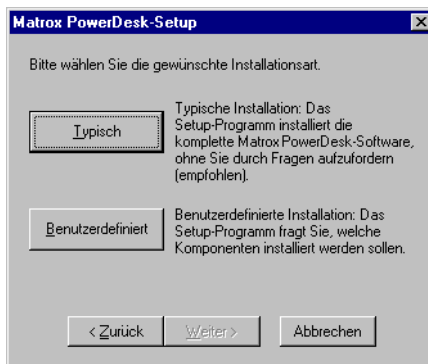 Matrox PowerDesk-Setup
Bitte wählen Sie die gewünschte Installationsart.
Typisch
Typische Installation: Das
Setup-Programm installiert die
komplette Matrox PowerDesk-Software,
ohne Sie durch Fragen aufzufordern
(empfohlen).
Benutzerdefiniert
Benutzerdefinierte Installation: Das
Setup-Programm fragt Sie, welche
Komponenten installiert werden sollen.
< Zurück
Weiter >
Abbrechen